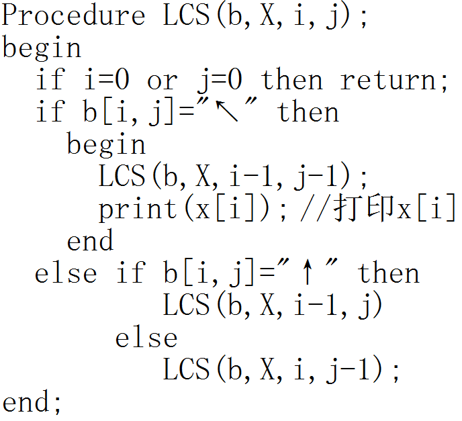 Procedure LCS(b,X,i,j);
begin
  if i=0 or j=0 then return;
  if b[i,j]="↖" then
    begin
      LCS(b,X,i-1,j-1);
      print(x[i]);//打印x[i]
    end
  else if b[i,j]="↑" then
          LCS(b,X,i-1,j)
       else
          LCS(b,X,i,j-1);
end;